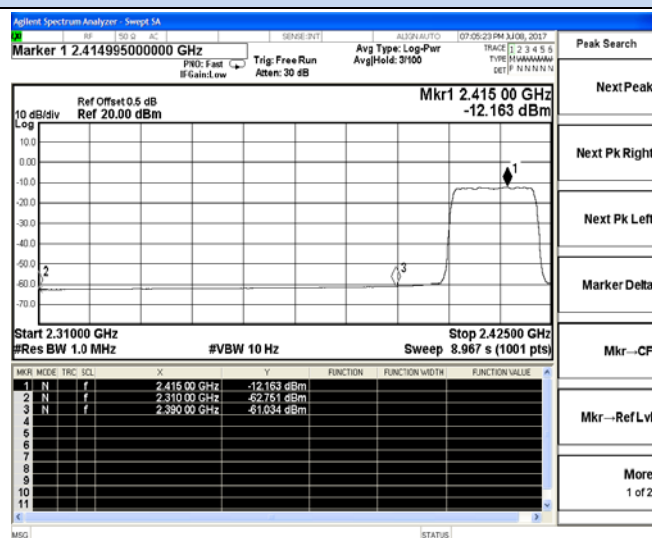 Agilent Spectrum Analyzer - Swept SA
RF 50 Ω AC SENSE:INT ALIGN AUTO 07:05:23 PM Jul 08, 2017
Marker 1 2.414995000000 GHz
PNO: Fast
IFGain:Low
Trig: Free Run
Atten: 30 dB
Avg Type: Log-Pwr
Avg|Hold: 3/100
TRACE 1 2 3 4 5 6
TYPE M
DET P N N N N N
Peak Search
Next Peak
Next Pk Right
Next Pk Left
Marker Delta
Mkr→CF
Mkr→Ref Lvl
More
1 of 2
Ref Offset 0.5 dB
Ref 20.00 dBm
10 dB/div
Log
Mkr1 2.415 00 GHz
-12.163 dBm
10.0
0.00
-10.0
-20.0
-30.0
-40.0
-50.0
-60.0
-70.0
1
2
3
Start 2.31000 GHz
Stop 2.42500 GHz
#Res BW 1.0 MHz
#VBW 10 Hz
Sweep 8.967 s (1001 pts)
MKR MODE TRC SCL X Y FUNCTION FUNCTION WIDTH FUNCTION VALUE
1 N f 2.415 00 GHz -12.163 dBm
2 N f 2.310 00 GHz -62.751 dBm
3 N f 2.390 00 GHz -61.034 dBm
4
5
6
7
8
9
10
11
MSG
STATUS